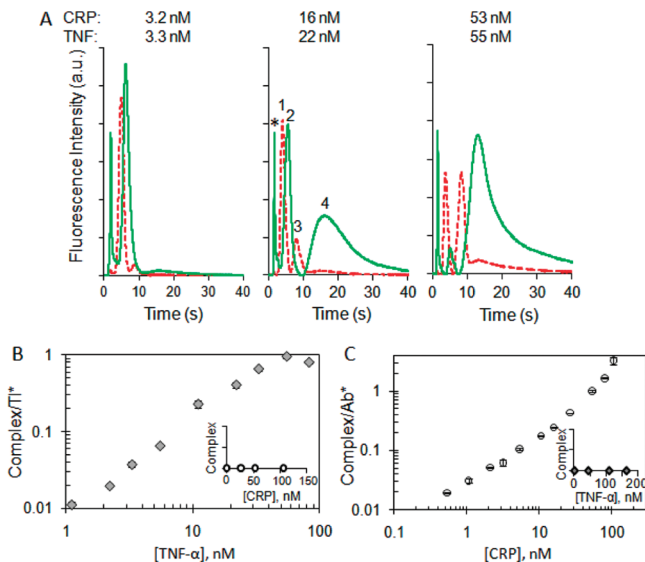 A
CRP: 3.2 nM 16 nM 53 nM
TNF: 3.3 nM 22 nM 55 nM
Fluorescence Intensity (a.u.)
* 1 2 3 4
0 10 20 30 40
0 10 20 30 40
0 10 20 30 40
Time (s) Time (s) Time (s)
B
Complex/TI*
1
0.1
0.01
1 10 100
[TNF-α], nM
Complex
0 50 100 150
[CRP], nM
C
Complex/Ab*
1
0.1
0.01
0.1 1 10 100
[CRP], nM
Complex
0 50 100 150 200
[TNF-α], nM